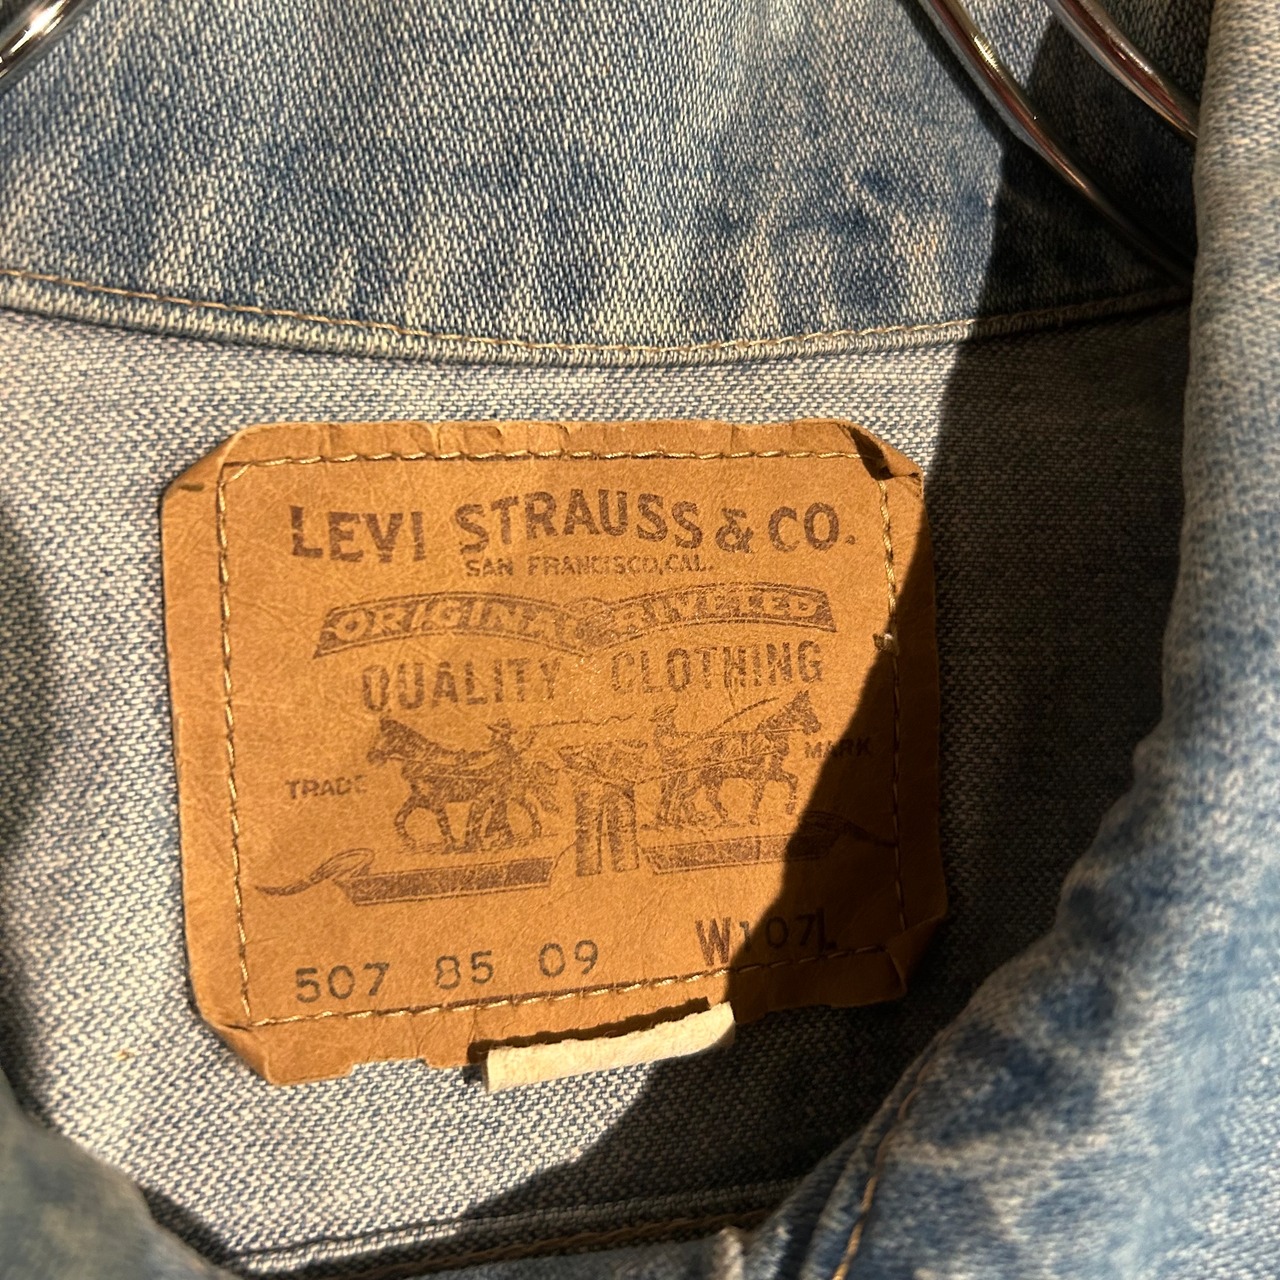 LEVI STRAUSS & CO.
SAN FRANCISCO, CAL.
ORIGINAL RIVETED
QUALITY CLOTHING
TRADE MARK
507 85 09 W107L